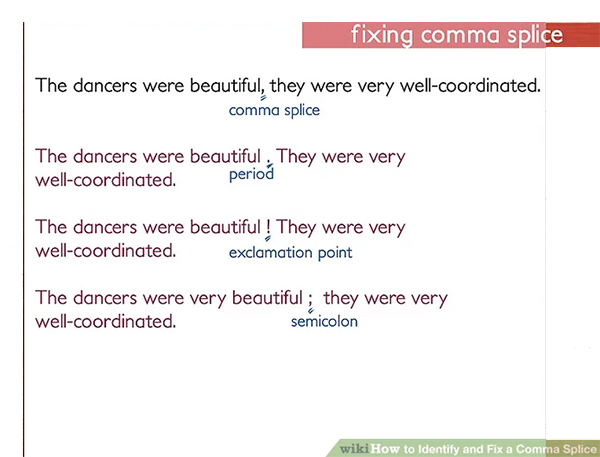 fixing comma splice
The dancers were beautiful, they were very well-coordinated.
comma splice
The dancers were beautiful . They were very
well-coordinated.
period
The dancers were beautiful ! They were very
well-coordinated.
exclamation point
The dancers were very beautiful ; they were very
well-coordinated.
semicolon
wikiHow to Identify and Fix a Comma Splice